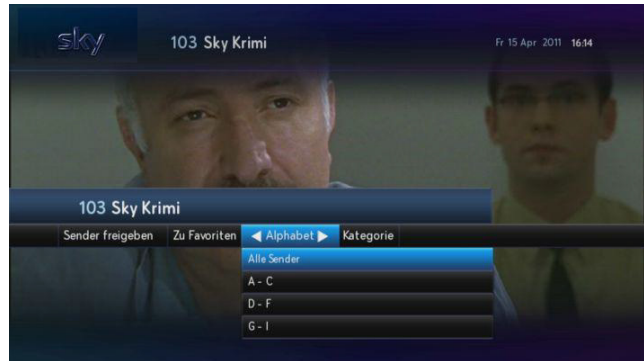 sky 103 Sky Krimi Fr 15 Apr 2011 16:14
103 Sky Krimi
Sender freigeben Zu Favoriten Alphabet Kategorie
Alle Sender
A - C
D - F
G - I